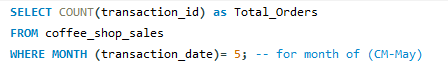 SELECT COUNT(transaction_id) as Total_Orders
FROM coffee_shop_sales
WHERE MONTH (transaction_date)= 5; -- for month of (CM-May)